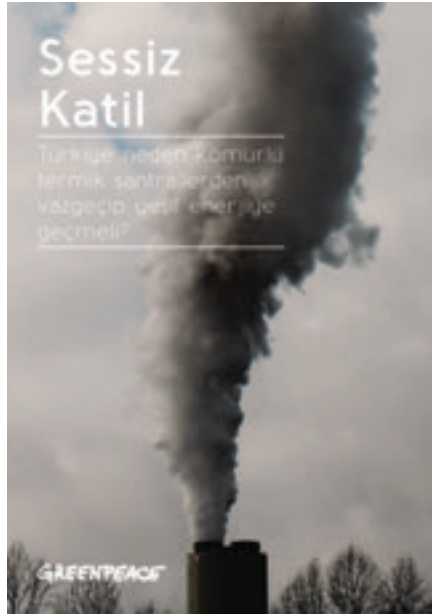 Sessiz
Katil
Türkiye neden kömürlü
termik santrallerden
vazgeçip yeşil enerjiye
geçmeli?
GREENPEACE